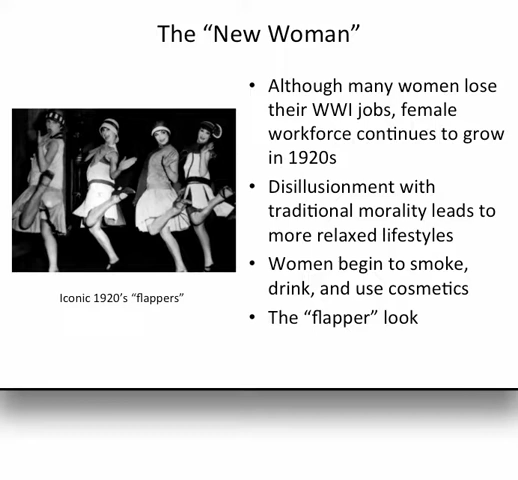 The “New Woman”
• Although many women lose
their WWI jobs, female
workforce continues to grow
in 1920s
• Disillusionment with
traditional morality leads to
more relaxed lifestyles
• Women begin to smoke,
drink, and use cosmetics
• The “flapper” look
Iconic 1920’s “flappers”